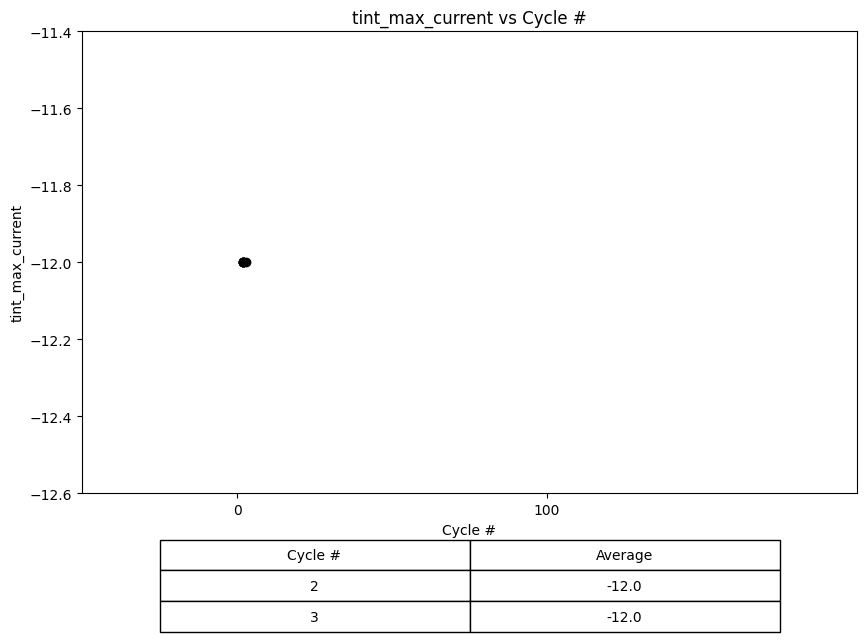 tint_max_current vs Cycle #
tint_max_current
−11.4
−11.6
−11.8
−12.0
−12.2
−12.4
−12.6
0 100
Cycle #
Cycle # Average
2 -12.0
3 -12.0